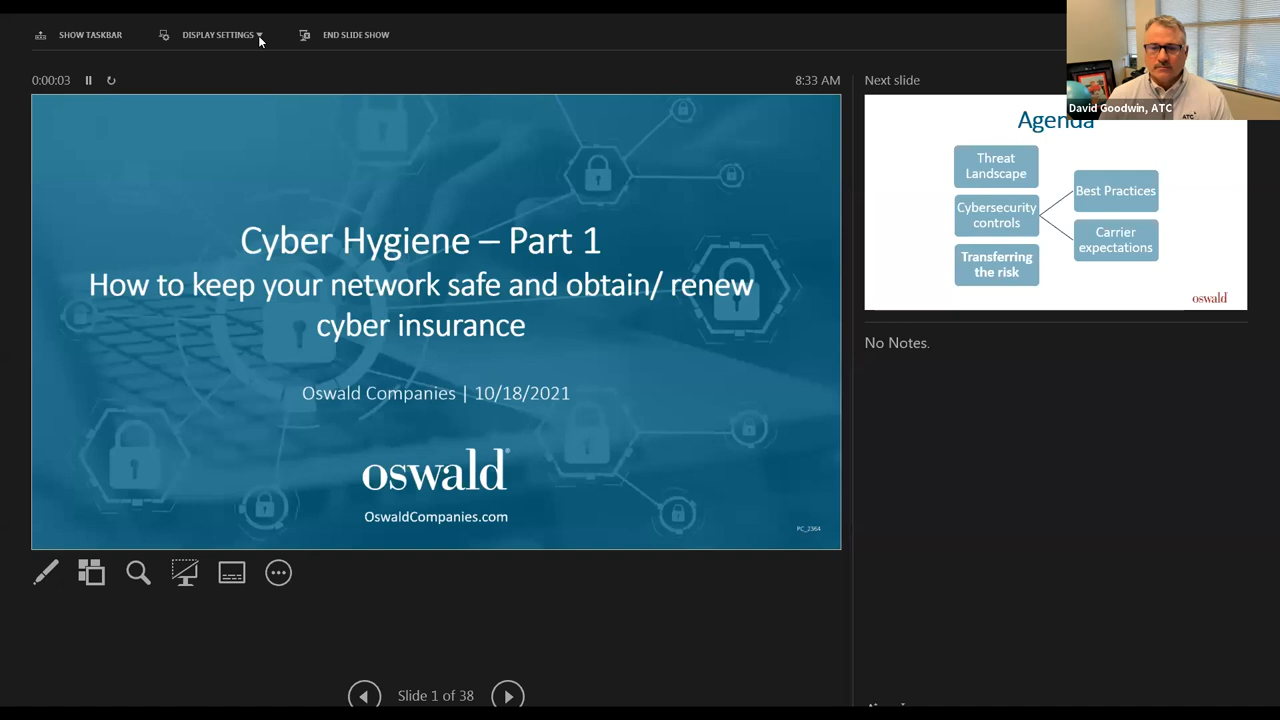 SHOW TASKBAR
DISPLAY SETTINGS
END SLIDE SHOW
0:00:03
8:33 AM
Cyber Hygiene – Part 1
How to keep your network safe and obtain/ renew
cyber insurance
Oswald Companies | 10/18/2021
oswald®
OswaldCompanies.com
PC_2364
Slide 1 of 38
Next slide
David Goodwin, ATC
ATC
Agenda
Threat
Landscape
Cybersecurity
controls
Transferring
the risk
Best Practices
Carrier
expectations
oswald
No Notes.